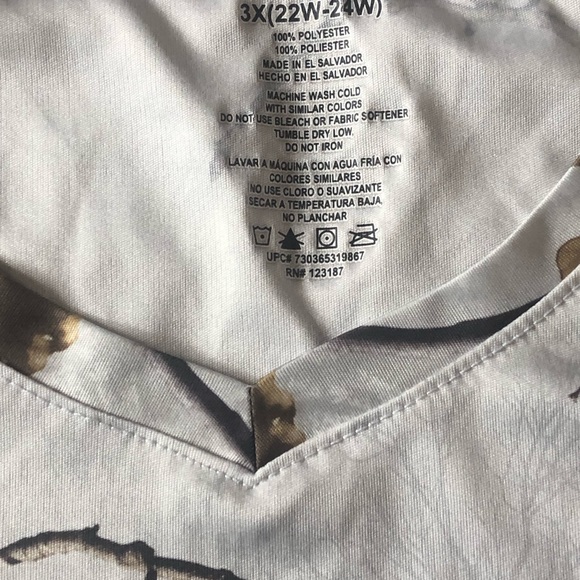 3X(22W-24W)
100% POLYESTER
100% POLIESTER
MADE IN EL SALVADOR
HECHO EN EL SALVADOR
MACHINE WASH COLD
WITH SIMILAR COLORS
DO NOT USE BLEACH OR FABRIC SOFTENER
TUMBLE DRY LOW.
DO NOT IRON
LAVAR A MÁQUINA CON AGUA FRÍA CON
COLORES SIMILARES
NO USE CLORO O SUAVIZANTE
SECAR A TEMPERATURA BAJA.
NO PLANCHAR
UPC# 730365319867
RN# 123187